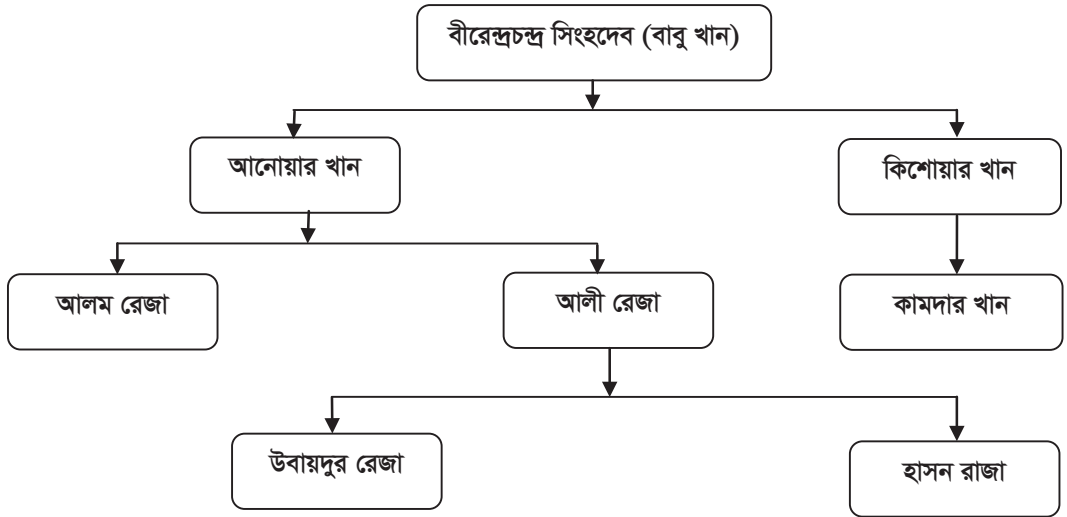 বীরেন্দ্রচন্দ্র সিংহদেব (বাবু খান)
আনোয়ার খান
কিশোয়ার খান
আলম রেজা
আলী রেজা
কামদার খান
উবায়দুর রেজা
হাসন রাজা